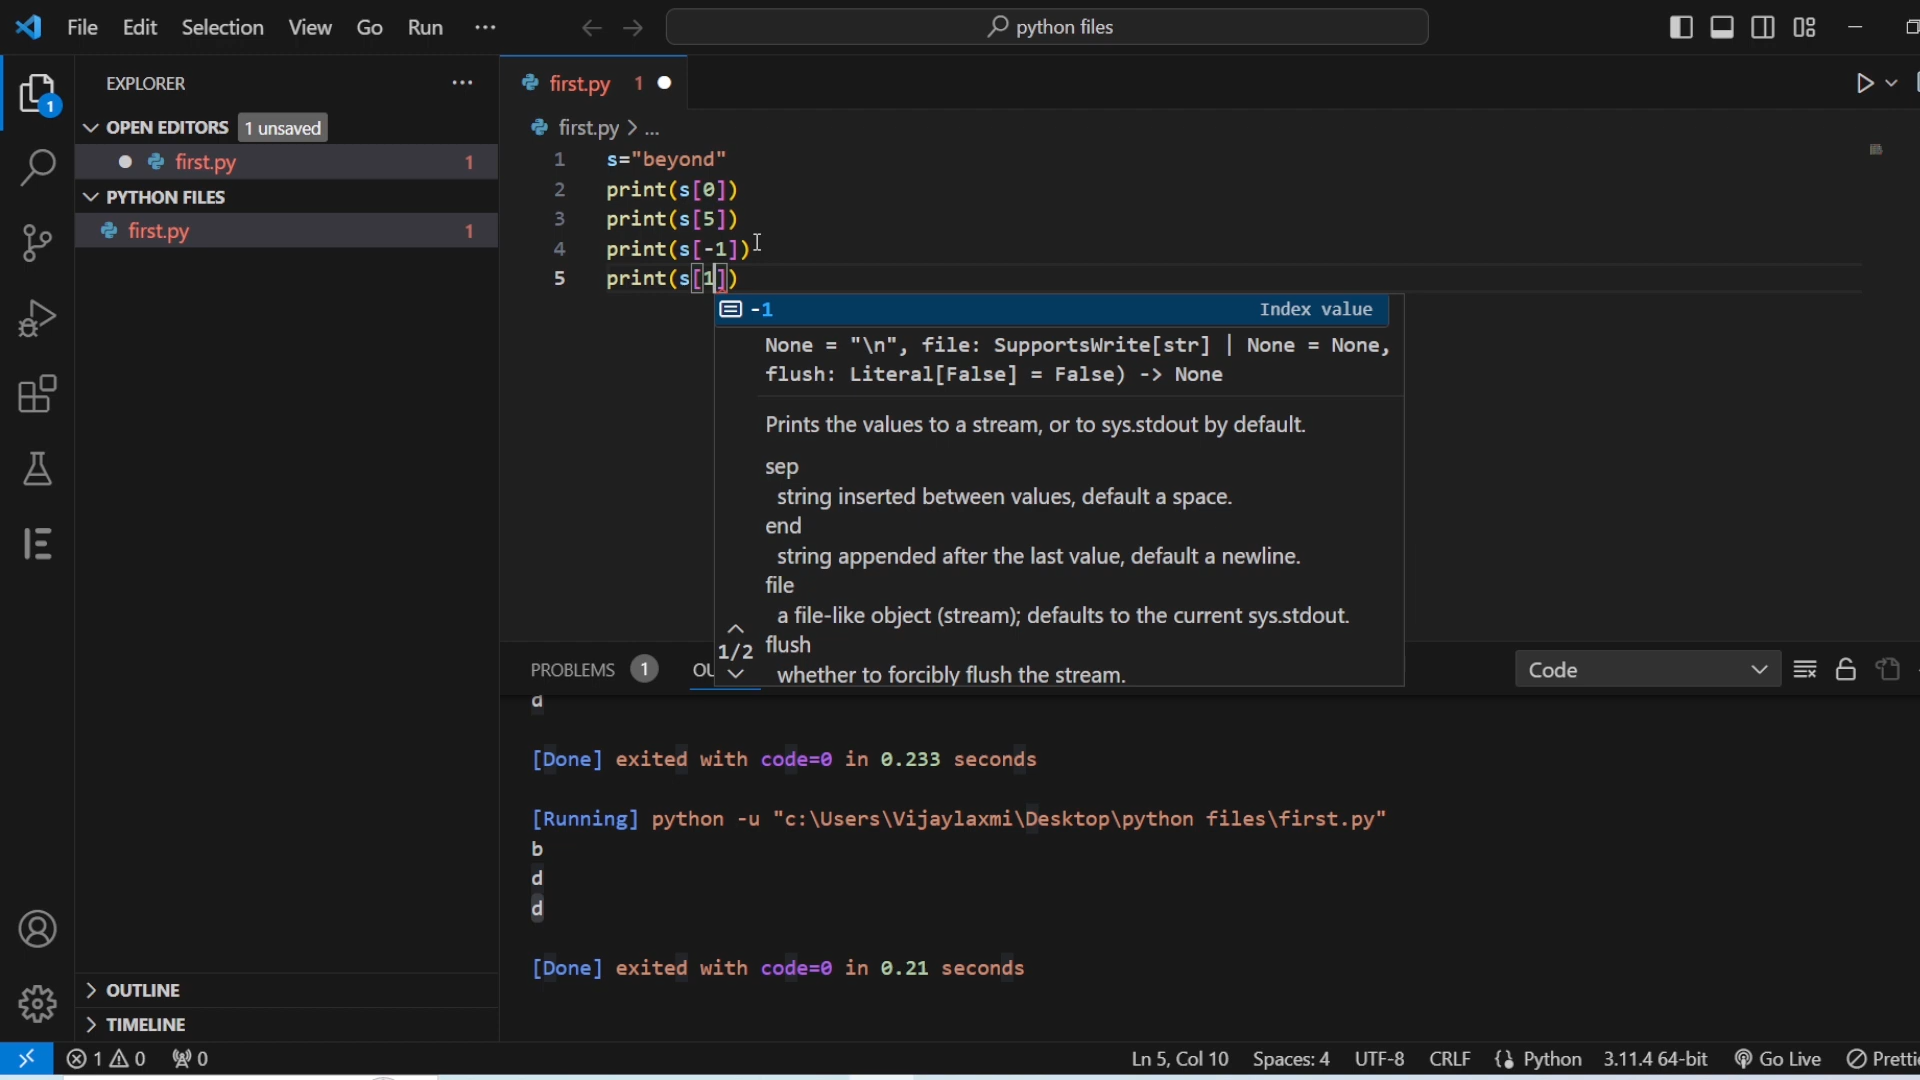 File Edit Selection View Go Run ···
python files
EXPLORER ···
first.py 1
OPEN EDITORS 1 unsaved
first.py > ...
first.py 1
PYTHON FILES
first.py 1
1
1 s="beyond"
2 print(s[0])
3 print(s[5])
4 print(s[-1])
5 print(s[1])
-1 Index value
None = "\n", file: SupportsWrite[str] | None = None,
flush: Literal[False] = False) -> None
Prints the values to a stream, or to sys.stdout by default.
sep
string inserted between values, default a space.
end
string appended after the last value, default a newline.
file
a file-like object (stream); defaults to the current sys.stdout.
1/2 flush
whether to forcibly flush the stream.
PROBLEMS 1 OU
Code
d
[Done] exited with code=0 in 0.233 seconds
[Running] python -u "c:\Users\Vijaylaxmi\Desktop\python files\first.py"
b
d
d
[Done] exited with code=0 in 0.21 seconds
OUTLINE
TIMELINE
1 0 0
Ln 5, Col 10 Spaces: 4 UTF-8 CRLF Python 3.11.4 64-bit Go Live Pretti